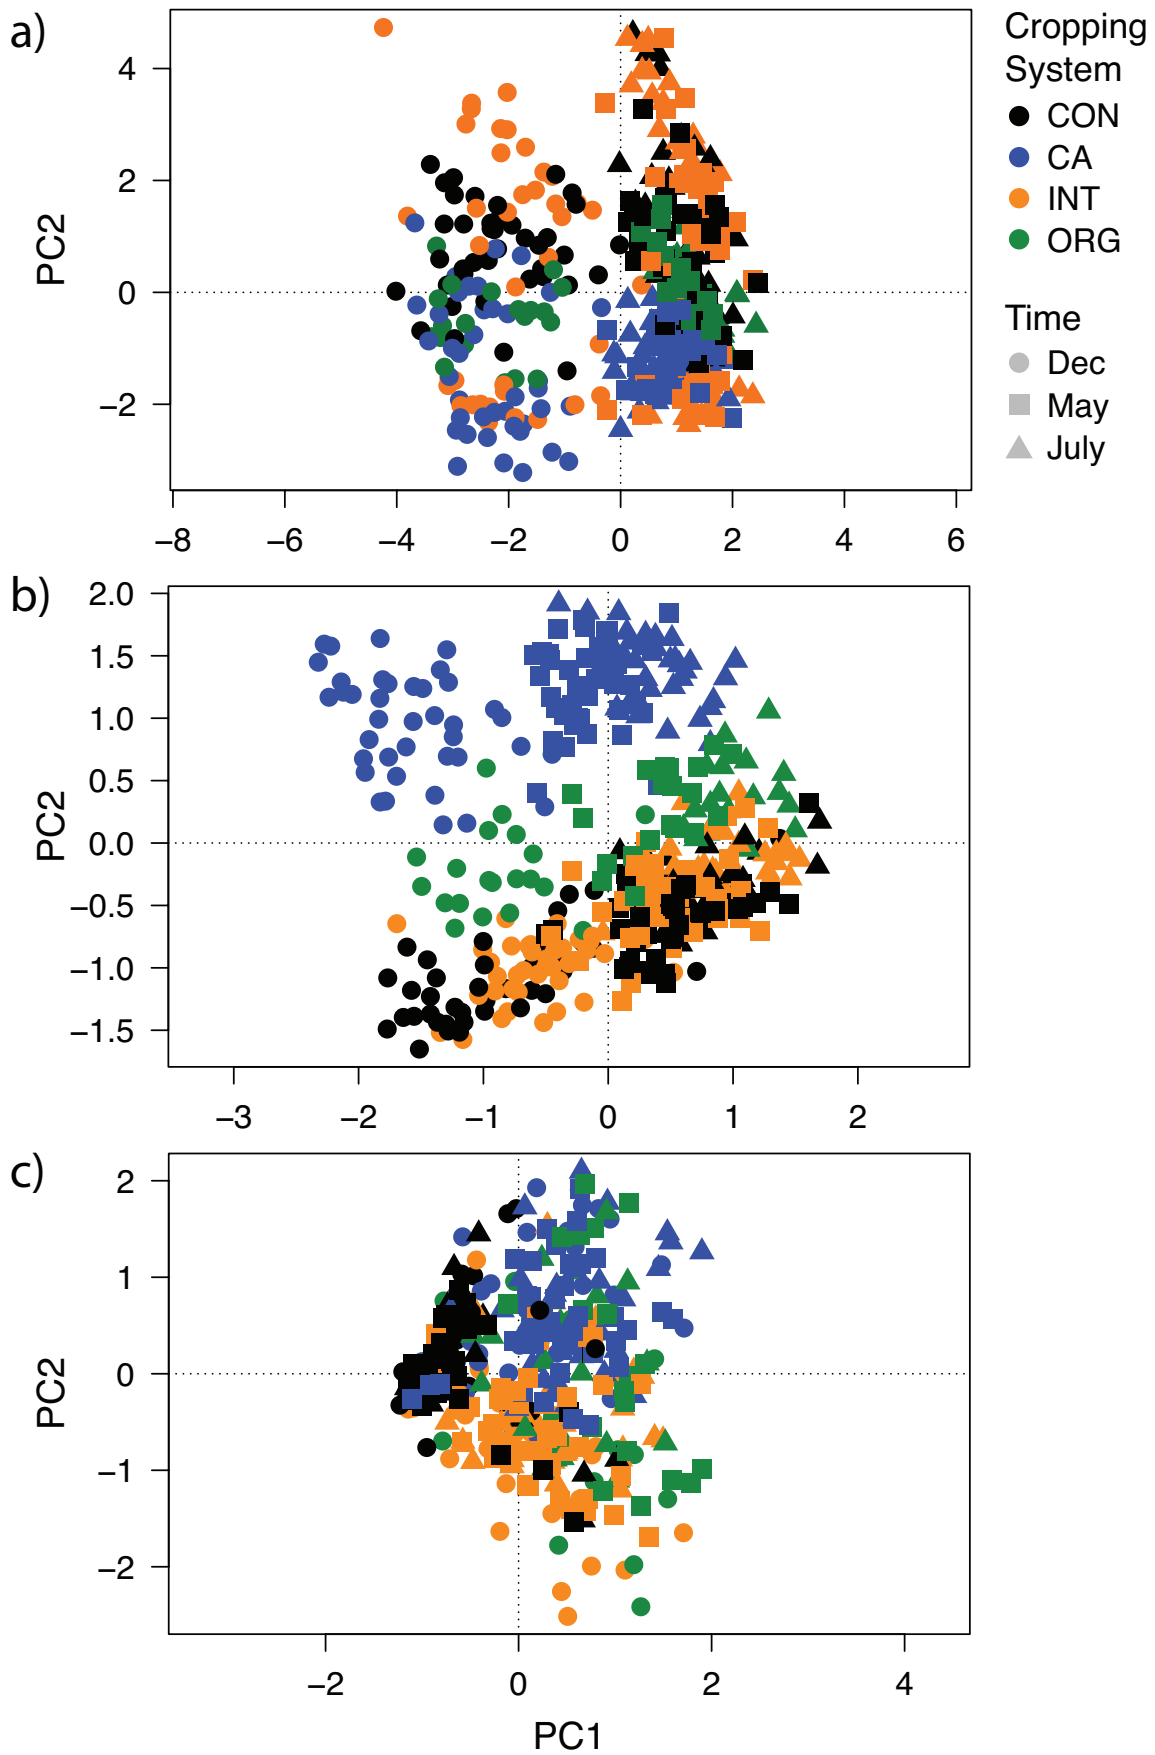 a)
Cropping
System
CON
CA
INT
ORG
Time
Dec
May
July
PC2
4
2
0
−2
−8 −6 −4 −2 0 2 4 6
b)
PC2
2.0
1.5
1.0
0.5
0.0
−0.5
−1.0
−1.5
−3 −2 −1 0 1 2
c)
PC2
2
1
0
−1
−2
−2 0 2 4
PC1